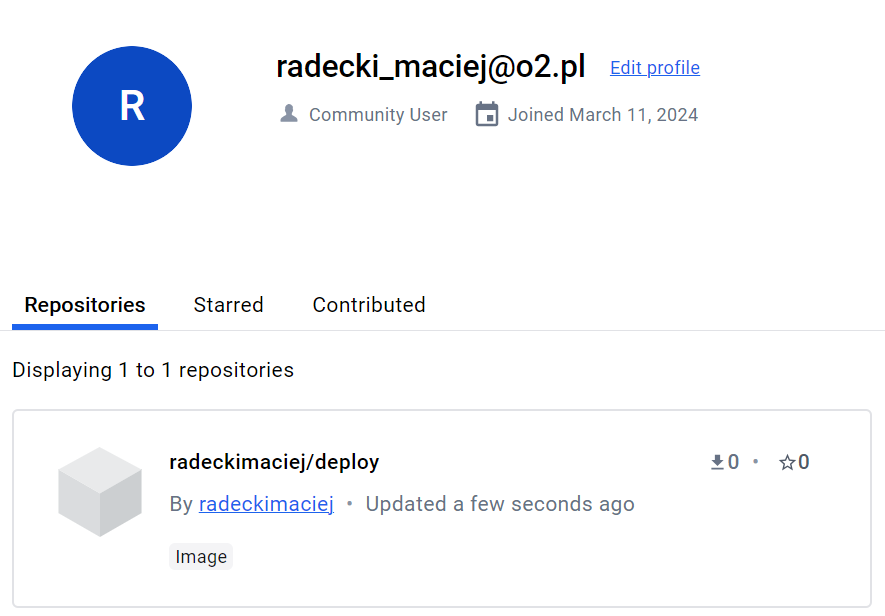 R
radecki_maciej@o2.pl Edit profile
Community User Joined March 11, 2024
Repositories Starred Contributed
Displaying 1 to 1 repositories
radeckimaciej/deploy 0 • 0
By radeckimaciej • Updated a few seconds ago
Image